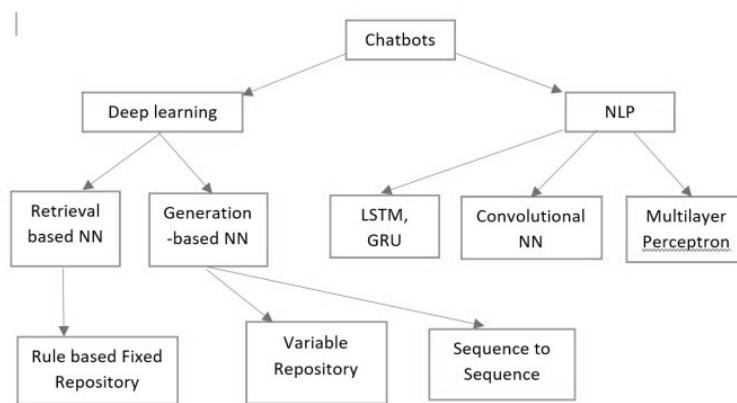 Chatbots
Deep learning
NLP
Retrieval
based NN
Generation
-based NN
LSTM,
GRU
Convolutional
NN
Multilayer
Perceptron
Rule based Fixed
Repository
Variable
Repository
Sequence to
Sequence